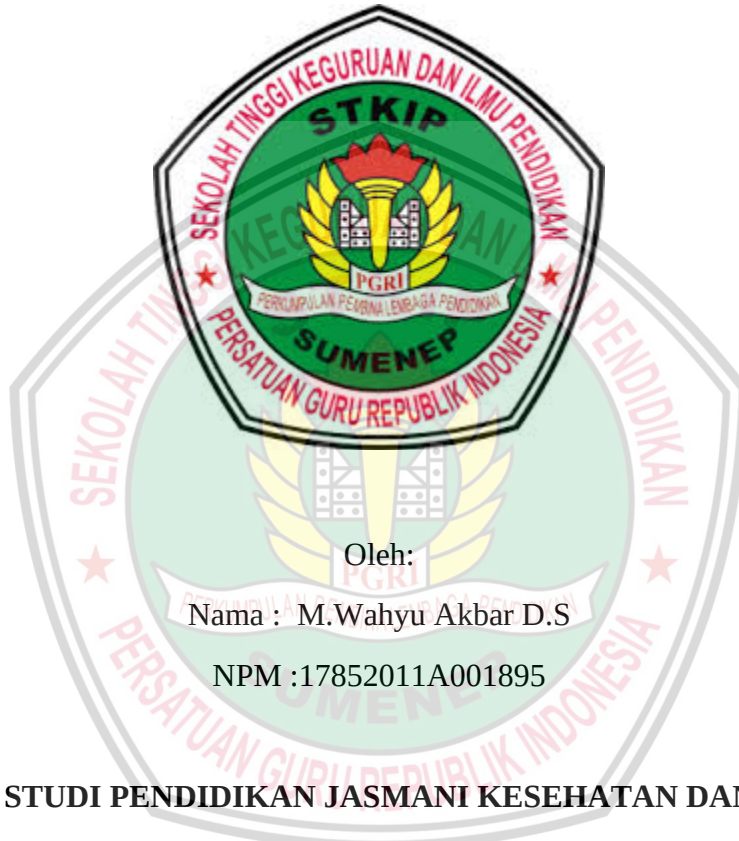 SEKOLAH TINGGI KEGURUAN DAN ILMU PENDIDIKAN
STKIP
PGRI
PERKUMPULAN PEMBINA LEMBAGA PENDIDIKAN
SUMENEP
PERSATUAN GURU REPUBLIK INDONESIA
Oleh:
Nama : M.Wahyu Akbar D.S
NPM :17852011A001895
STUDI PENDIDIKAN JASMANI KESEHATAN DAN